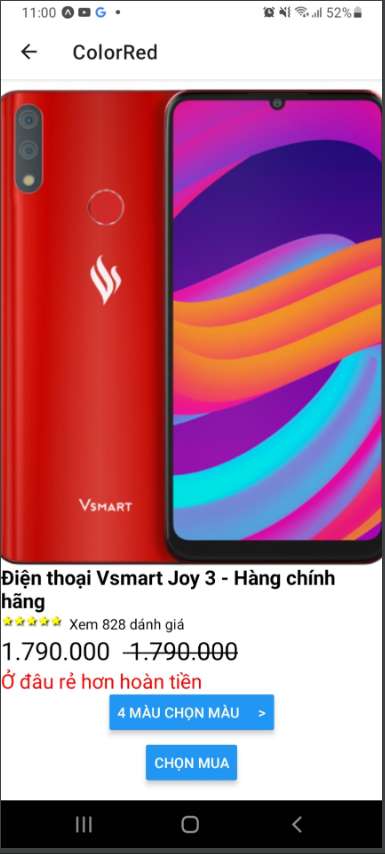 11:00
52%
ColorRed
VSMART
Điện thoại Vsmart Joy 3 - Hàng chính
hãng
Xem 828 dánh giá
1.790.000 1.790.000
Ở đâu rẻ hơn hoàn tiền
4 MÀU CHỌN MÀU >
CHỌN MUA